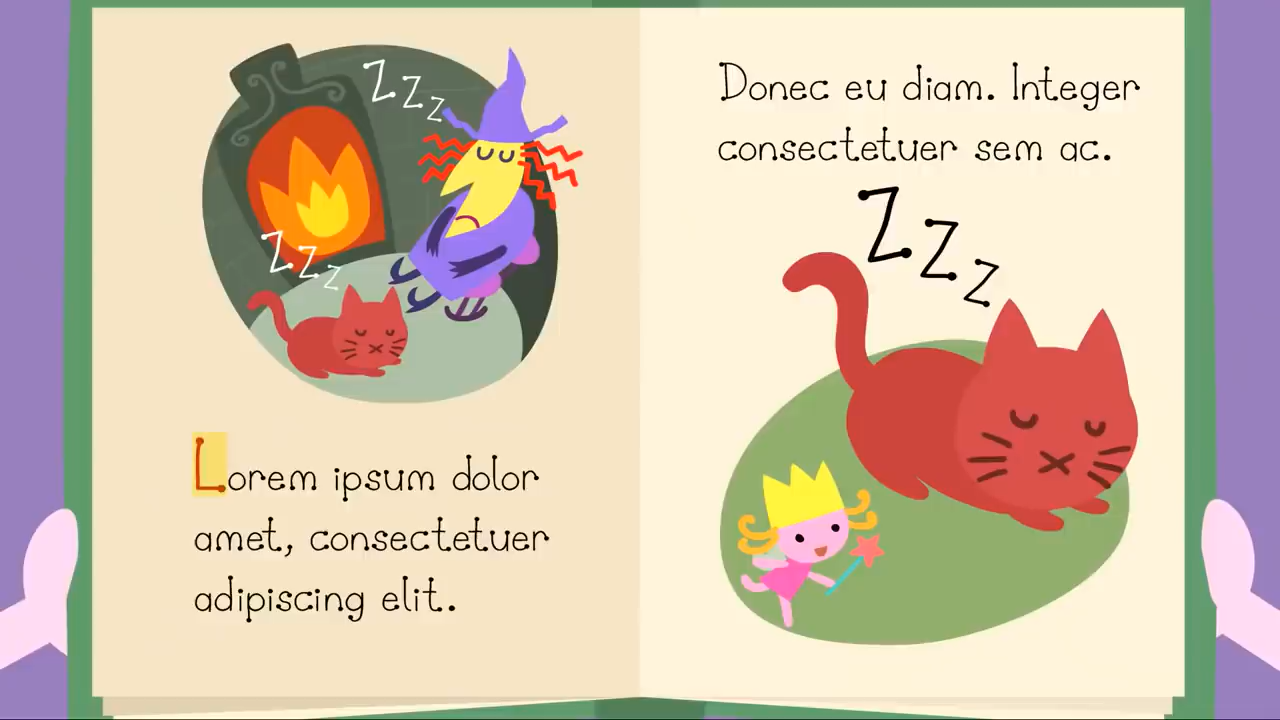 Z z z
Z z z
Lorem ipsum dolor
amet, consectetuer
adipiscing elit.
Donec eu diam. Integer
consectetuer sem ac.
Z z z